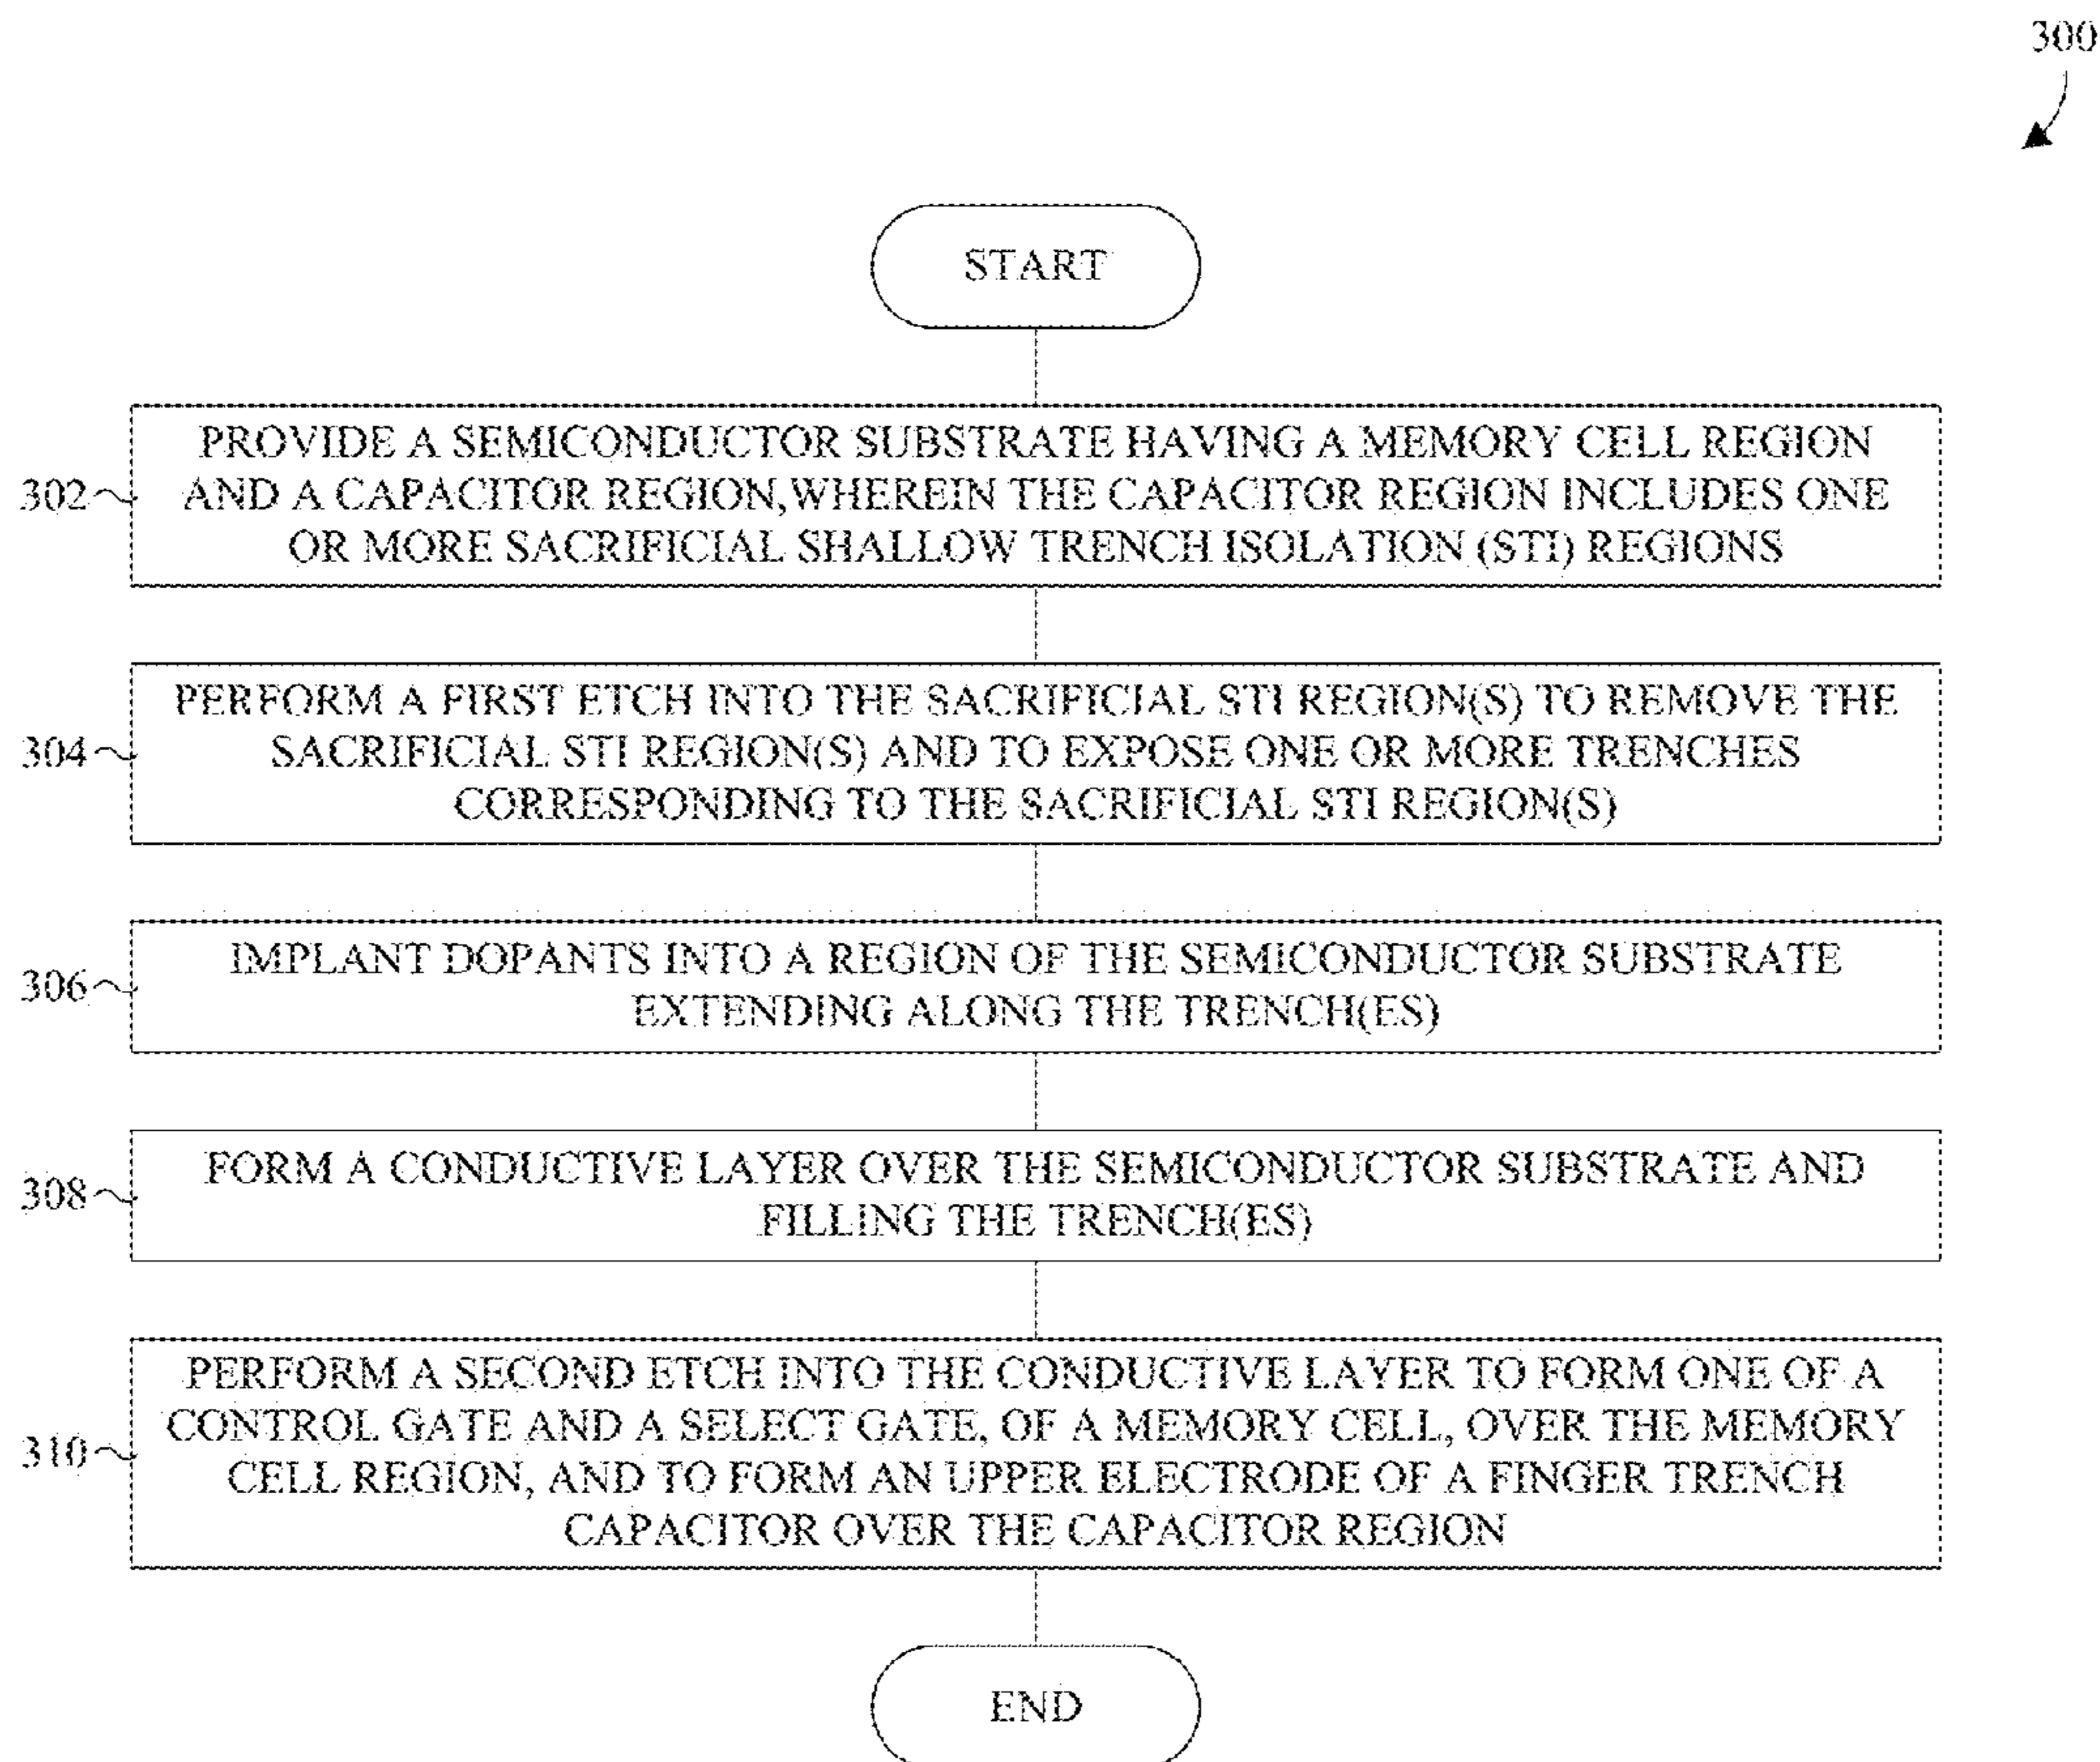 300
START
302
PROVIDE A SEMICONDUCTOR SUBSTRATE HAVING A MEMORY CELL REGION
AND A CAPACITOR REGION, WHEREIN THE CAPACITOR REGION INCLUDES ONE
OR MORE SACRIFICIAL SHALLOW TRENCH ISOLATION (STI) REGIONS
304
PERFORM A FIRST ETCH INTO THE SACRIFICIAL STI REGION(S) TO REMOVE THE
SACRIFICIAL STI REGION(S) AND TO EXPOSE ONE OR MORE TRENCHES
CORRESPONDING TO THE SACRIFICIAL STI REGION(S)
306
IMPLANT DOPANTS INTO A REGION OF THE SEMICONDUCTOR SUBSTRATE
EXTENDING ALONG THE TRENCH(ES)
308
FORM A CONDUCTIVE LAYER OVER THE SEMICONDUCTOR SUBSTRATE AND
FILLING THE TRENCH(ES)
310
PERFORM A SECOND ETCH INTO THE CONDUCTIVE LAYER TO FORM ONE OF A
CONTROL GATE AND A SELECT GATE, OF A MEMORY CELL, OVER THE MEMORY
CELL REGION, AND TO FORM AN UPPER ELECTRODE OF A FINGER TRENCH
CAPACITOR OVER THE CAPACITOR REGION
END